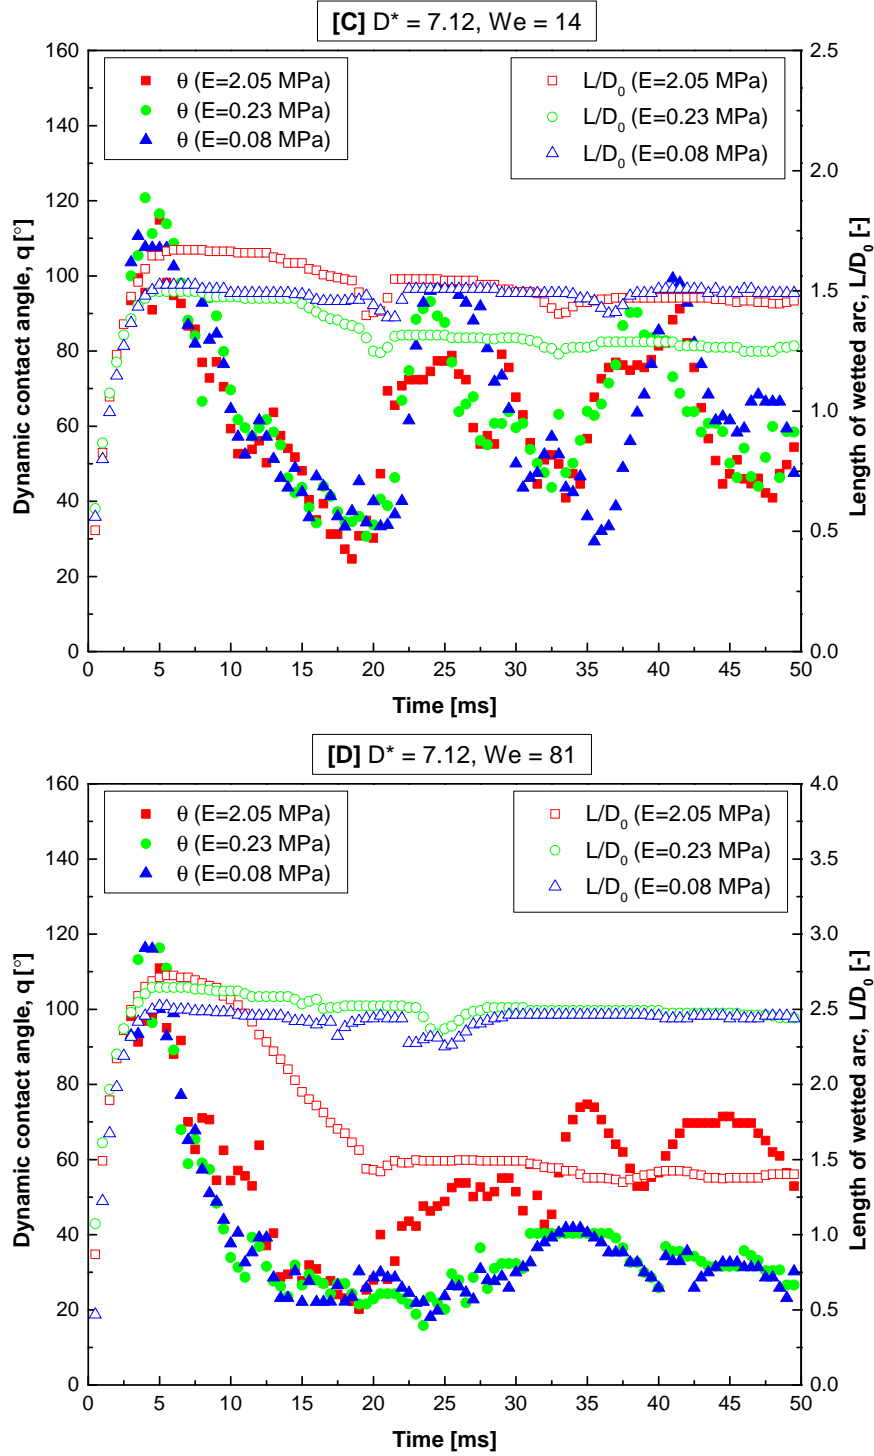 [C] D* = 7.12, We = 14
160
140
120
100
80
60
40
20
0
Dynamic contact angle, q [°]
θ (E=2.05 MPa)
θ (E=0.23 MPa)
θ (E=0.08 MPa)
L/D0 (E=2.05 MPa)
L/D0 (E=0.23 MPa)
L/D0 (E=0.08 MPa)
2.5
2.0
1.5
1.0
0.5
0.0
Length of wetted arc, L/D0 [-]
0 5 10 15 20 25 30 35 40 45 50
Time [ms]
[D] D* = 7.12, We = 81
160
140
120
100
80
60
40
20
0
Dynamic contact angle, q [°]
θ (E=2.05 MPa)
θ (E=0.23 MPa)
θ (E=0.08 MPa)
L/D0 (E=2.05 MPa)
L/D0 (E=0.23 MPa)
L/D0 (E=0.08 MPa)
4.0
3.5
3.0
2.5
2.0
1.5
1.0
0.5
0.0
Length of wetted arc, L/D0 [-]
0 5 10 15 20 25 30 35 40 45 50
Time [ms]